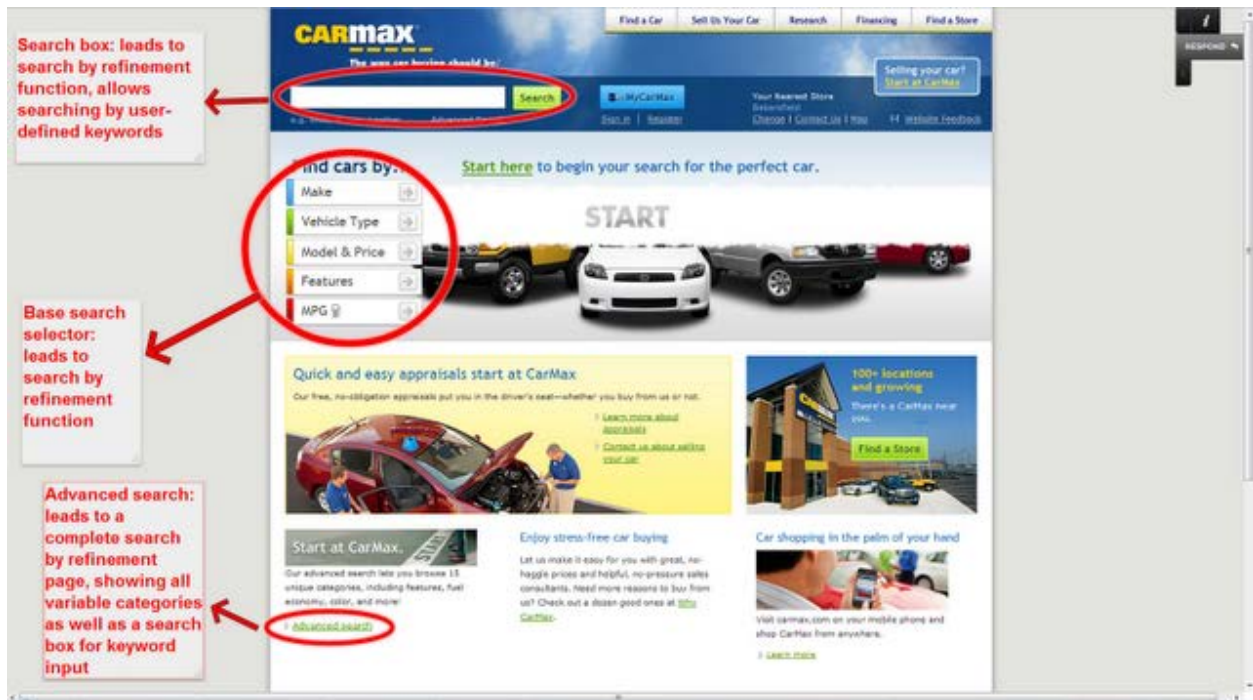 Find a Car Sell Us Your Car Research Financing Find a Store
i
RESPOND
CARMAX
The way car buying should be.
Selling your car?
Start at CarMax
Search
MyCarMax
Your Nearest Store
Bakersfield
Advanced
Sign in | Register
Change | Contact Us | Map
Website Feedback
Search box: leads to
search by refinement
function, allows
searching by user-
defined keywords
Find cars by
Make
Vehicle Type
Model & Price
Features
MPG
Start here to begin your search for the perfect car.
START
Base search
selector:
leads to
search by
refinement
function
Quick and easy appraisals start at CarMax
Our free, no-obligation appraisals put you in the driver's seat—whether you buy from us or not.
Learn more about
appraisals
Contact us about selling
your car
100+ locations
and growing
There's a CarMax near
you.
Find a Store
CARMAX
Advanced search:
leads to a
complete search
by refinement
page, showing all
variable categories
as well as a search
box for keyword
input
Start at CarMax.
START
Our advanced search lets you browse 15
unique categories, including features, fuel
economy, color, and more!
Advanced search
Enjoy stress-free car buying
Let us make it easy for you with great, no-
haggle prices and helpful, no-pressure sales
consultants. Need more reasons to buy from
us? Check out a dozen good ones at Why
CarMax.
Car shopping in the palm of your hand
Visit carmax.com on your mobile phone and
shop CarMax from anywhere.
Learn more